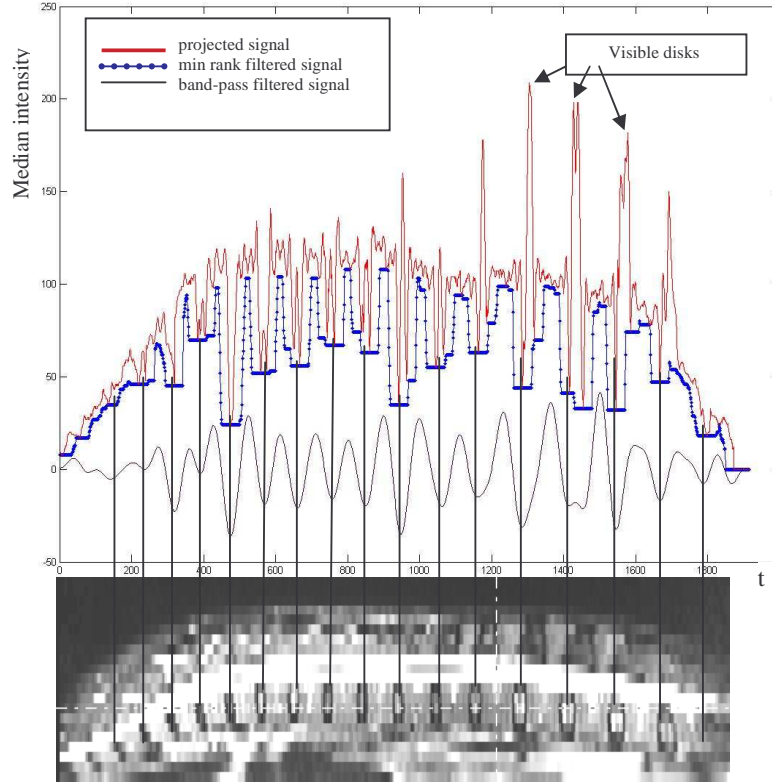 250
projected signal
min rank filtered signal
band-pass filtered signal
Visible disks
200
Median intensity
150
100
50
0
-50
0 200 400 600 800 1000 1200 1400 1600 1800
t